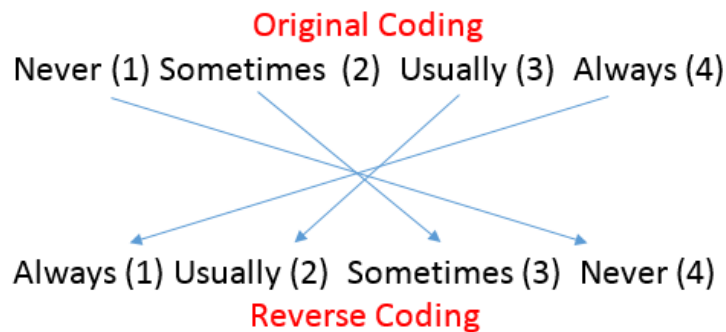 Original Coding
Never (1) Sometimes (2) Usually (3) Always (4)
Always (1) Usually (2) Sometimes (3) Never (4)
Reverse Coding